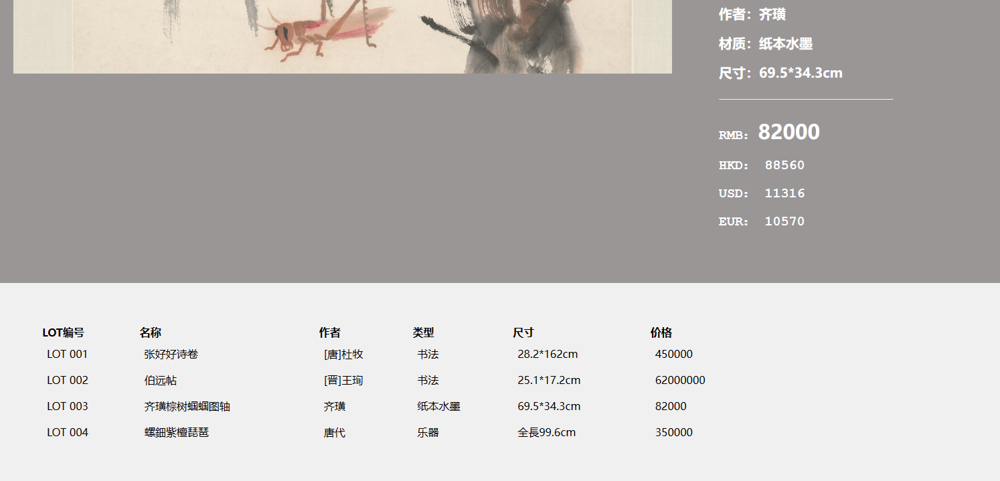 作者：齐璜
材质：纸本水墨
尺寸：69.5*34.3cm
RMB：82000
HKD： 88560
USD： 11316
EUR： 10570
LOT编号 名称 作者 类型 尺寸 价格
LOT 001 张好好诗卷 [唐]杜牧 书法 28.2*162cm 450000
LOT 002 伯远帖 [晋]王珣 书法 25.1*17.2cm 62000000
LOT 003 齐璜棕树蝈蝈图轴 齐璜 纸本水墨 69.5*34.3cm 82000
LOT 004 螺鈿紫檀琵琶 唐代 乐器 全長99.6cm 350000